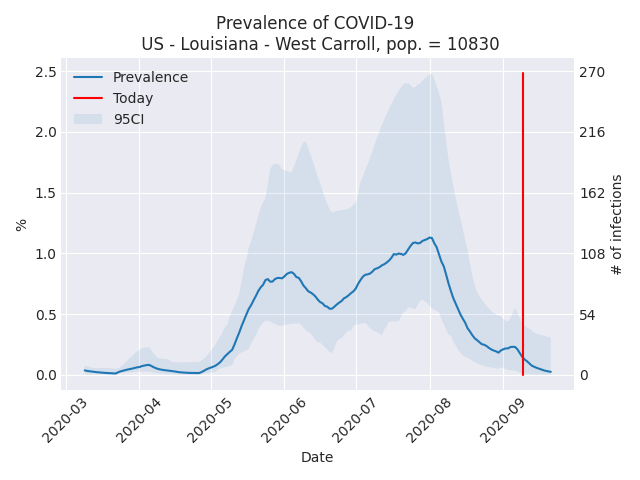 Prevalence of COVID-19
US - Louisiana - West Carroll, pop. = 10830
Prevalence
Today
95CI
2.5
2.0
1.5
1.0
0.5
0.0
%
270
216
162
108
54
0
# of infections
2020-03
2020-04
2020-05
2020-06
2020-07
2020-08
2020-09
Date